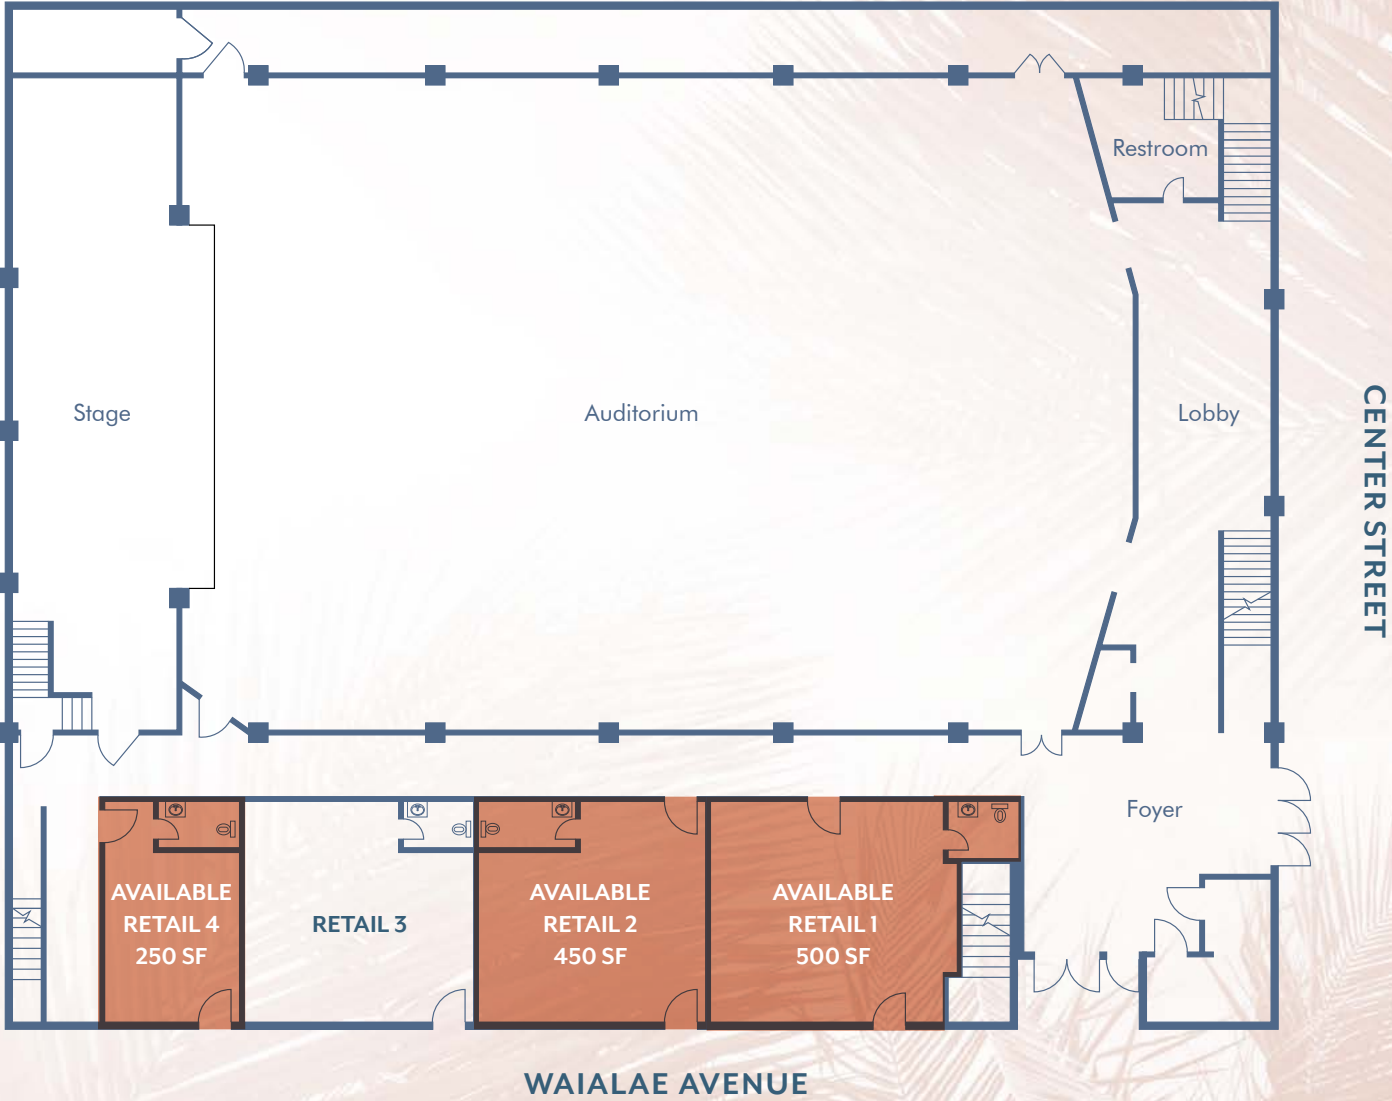 Restroom
Stage
Auditorium
Lobby
CENTER STREET
Foyer
AVAILABLE
RETAIL 4
250 SF
RETAIL 3
AVAILABLE
RETAIL 2
450 SF
AVAILABLE
RETAIL 1
500 SF
WAIALAE AVENUE